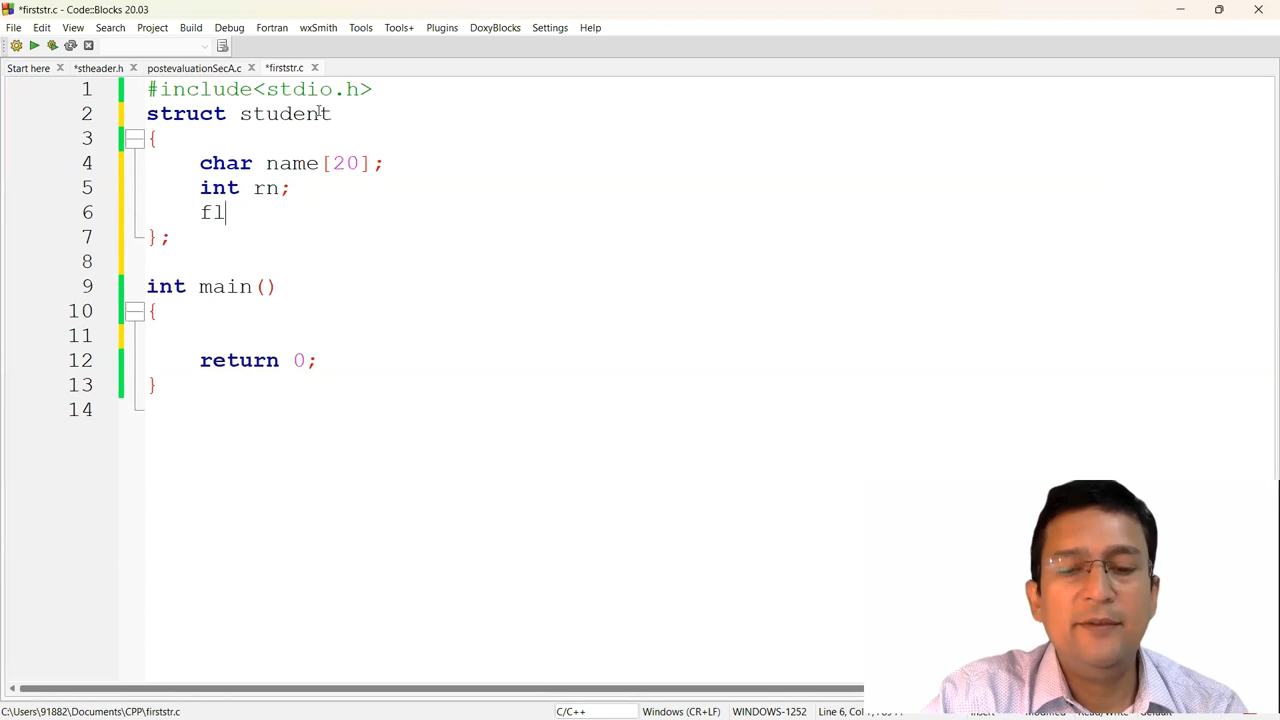 *firststr.c - Code::Blocks 20.03
File Edit View Search Project Build Debug Fortran wxSmith Tools Tools+ Plugins DoxyBlocks Settings Help
Start here *stheader.h postevaluationSecA.c *firststr.c
1 #include<stdio.h>
2 struct student
3 {
4 char name[20];
5 int rn;
6 fl
7 };
8
9 int main()
10 {
11
12 return 0;
13 }
14
C:\Users\91882\Documents\CPP\firststr.c C/C++ Windows (CR+LF) WINDOWS-1252 Line 6,